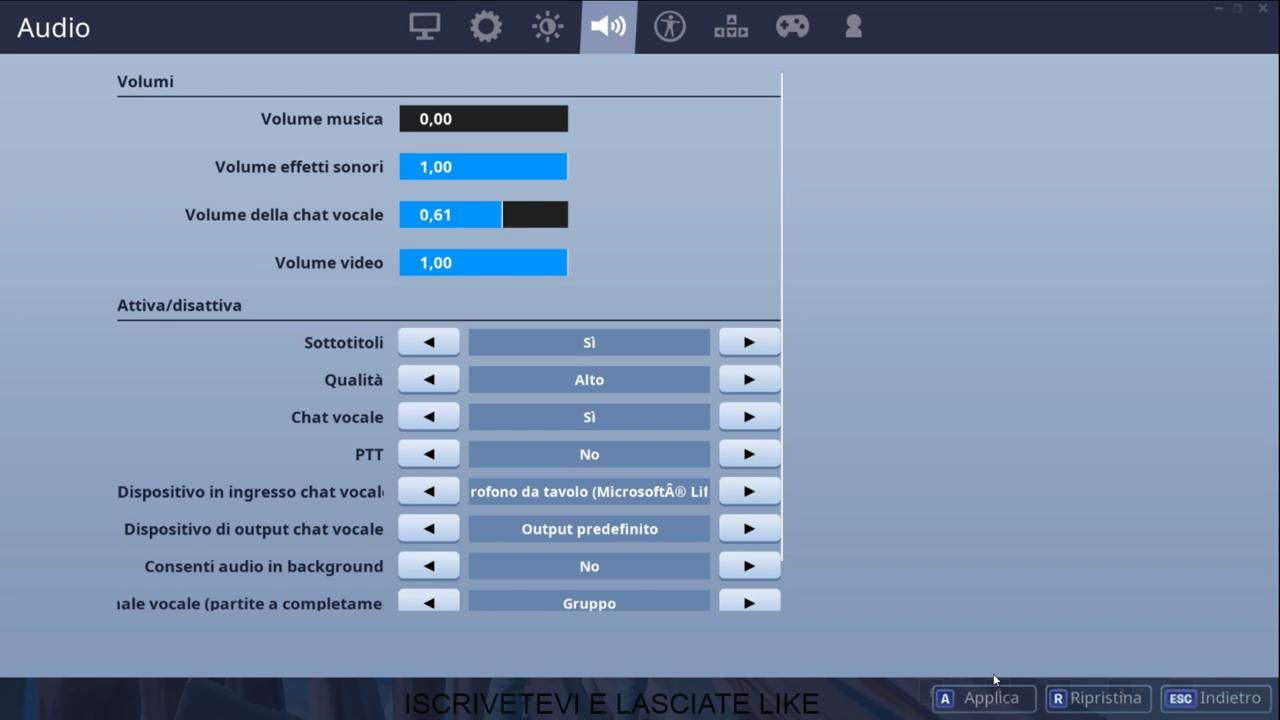 Audio
Volumi
Volume musica 0,00
Volume effetti sonori 1,00
Volume della chat vocale 0,61
Volume video 1,00
Attiva/disattiva
Sottotitoli Sì
Qualità Alto
Chat vocale Sì
PTT No
Dispositivo in ingresso chat vocal rofono da tavolo (MicrosoftÂ® Lif
Dispositivo di output chat vocale Output predefinito
Consenti audio in background No
nale vocale (partite a completame Gruppo
ISCRIVETEVI E LASCIATE LIKE
A Applica R Ripristina ESC Indietro